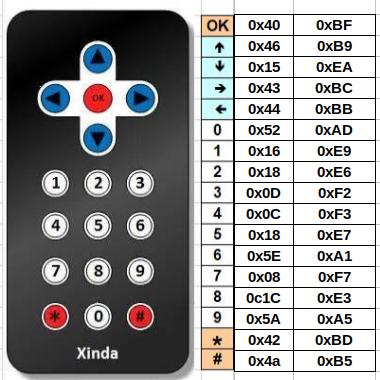 OK
1 2 3
4 5 6
7 8 9
* 0 #
Xinda
OK 0x40 0xBF
↑ 0x46 0xB9
↓ 0x15 0xEA
→ 0x43 0xBC
← 0x44 0xBB
0 0x52 0xAD
1 0x16 0xE9
2 0x18 0xE6
3 0x0D 0xF2
4 0x0C 0xF3
5 0x18 0xE7
6 0x5E 0xA1
7 0x08 0xF7
8 0c1C 0xE3
9 0x5A 0xA5
* 0x42 0xBD
# 0x4a 0xB5